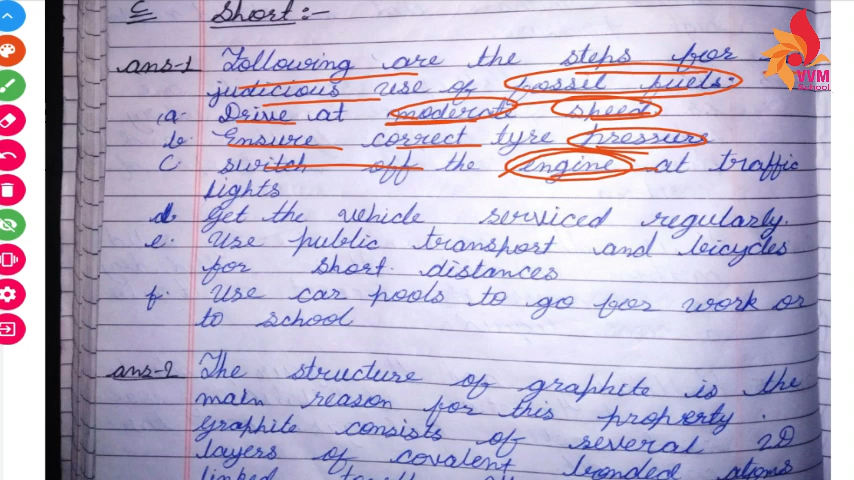 C Short:-
ans-1 Following are the steps for
judicious use of fossel fuels.
a. Drive at moderate speed
b. Ensure correct tyre pressure
C. switch off the engine at traffic
lights
d. Get the vehicle serviced regularly.
e. Use public transport and bicycles
for short. distances
f. Use car pools to go for work or
to school
ans-2 The structure of graphite is the
main reason for this property.
Graphite consists of several 2D
layers of covalent bonded atoms
linked
VVM
School